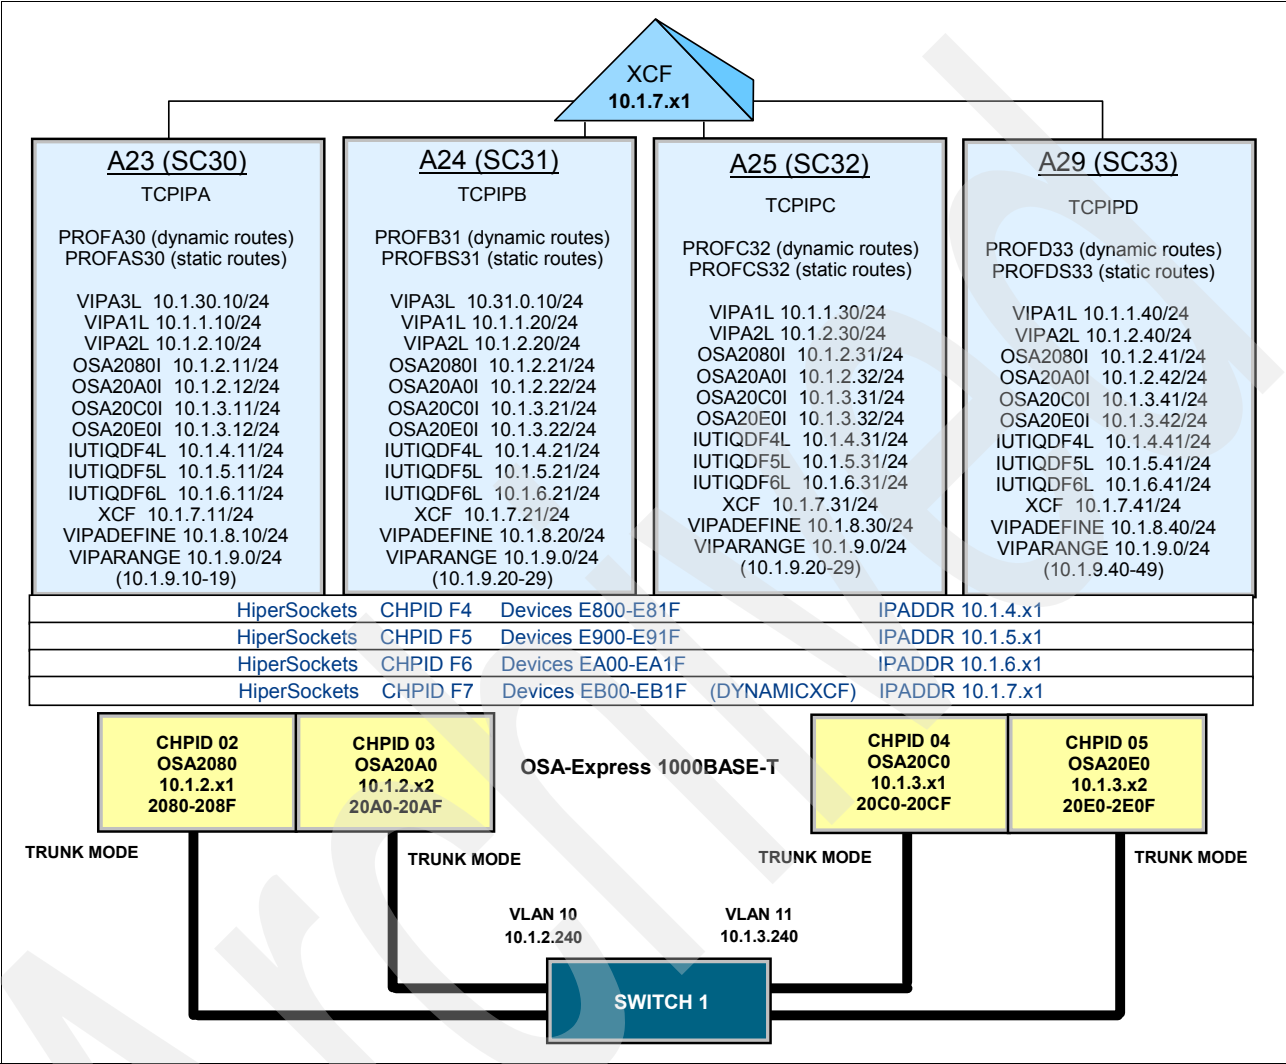 XCF
10.1.7.x1
A23 (SC30)
TCPIPA
PROFA30 (dynamic routes)
PROFAS30 (static routes)
VIPA3L 10.1.30.10/24
VIPA1L 10.1.1.10/24
VIPA2L 10.1.2.10/24
OSA2080I 10.1.2.11/24
OSA20A0I 10.1.2.12/24
OSA20C0I 10.1.3.11/24
OSA20E0I 10.1.3.12/24
IUTIQDF4L 10.1.4.11/24
IUTIQDF5L 10.1.5.11/24
IUTIQDF6L 10.1.6.11/24
XCF 10.1.7.11/24
VIPADEFINE 10.1.8.10/24
VIPARANGE 10.1.9.0/24
(10.1.9.10-19)
A24 (SC31)
TCPIPB
PROFB31 (dynamic routes)
PROFBS31 (static routes)
VIPA3L 10.31.0.10/24
VIPA1L 10.1.1.20/24
VIPA2L 10.1.2.20/24
OSA2080I 10.1.2.21/24
OSA20A0I 10.1.2.22/24
OSA20C0I 10.1.3.21/24
OSA20E0I 10.1.3.22/24
IUTIQDF4L 10.1.4.21/24
IUTIQDF5L 10.1.5.21/24
IUTIQDF6L 10.1.6.21/24
XCF 10.1.7.21/24
VIPADEFINE 10.1.8.20/24
VIPARANGE 10.1.9.0/24
(10.1.9.20-29)
A25 (SC32)
TCPIPC
PROFC32 (dynamic routes)
PROFCS32 (static routes)
VIPA1L 10.1.1.30/24
VIPA2L 10.1.2.30/24
OSA2080I 10.1.2.31/24
OSA20A0I 10.1.2.32/24
OSA20C0I 10.1.3.31/24
OSA20E0I 10.1.3.32/24
IUTIQDF4L 10.1.4.31/24
IUTIQDF5L 10.1.5.31/24
IUTIQDF6L 10.1.6.31/24
XCF 10.1.7.31/24
VIPADEFINE 10.1.8.30/24
VIPARANGE 10.1.9.0/24
(10.1.9.20-29)
A29 (SC33)
TCPIPD
PROFD33 (dynamic routes)
PROFDS33 (static routes)
VIPA1L 10.1.1.40/24
VIPA2L 10.1.2.40/24
OSA2080I 10.1.2.41/24
OSA20A0I 10.1.2.42/24
OSA20C0I 10.1.3.41/24
OSA20E0I 10.1.3.42/24
IUTIQDF4L 10.1.4.41/24
IUTIQDF5L 10.1.5.41/24
IUTIQDF6L 10.1.6.41/24
XCF 10.1.7.41/24
VIPADEFINE 10.1.8.40/24
VIPARANGE 10.1.9.0/24
(10.1.9.40-49)
HiperSockets CHPID F4 Devices E800-E81F IPADDR 10.1.4.x1
HiperSockets CHPID F5 Devices E900-E91F IPADDR 10.1.5.x1
HiperSockets CHPID F6 Devices EA00-EA1F IPADDR 10.1.6.x1
HiperSockets CHPID F7 Devices EB00-EB1F (DYNAMICXCF) IPADDR 10.1.7.x1
CHPID 02
OSA2080
10.1.2.x1
2080-208F
CHPID 03
OSA20A0
10.1.2.x2
20A0-20AF
OSA-Express 1000BASE-T
CHPID 04
OSA20C0
10.1.3.x1
20C0-20CF
CHPID 05
OSA20E0
10.1.3.x2
20E0-2E0F
TRUNK MODE
TRUNK MODE
TRUNK MODE
TRUNK MODE
VLAN 10
10.1.2.240
VLAN 11
10.1.3.240
SWITCH 1
Archived